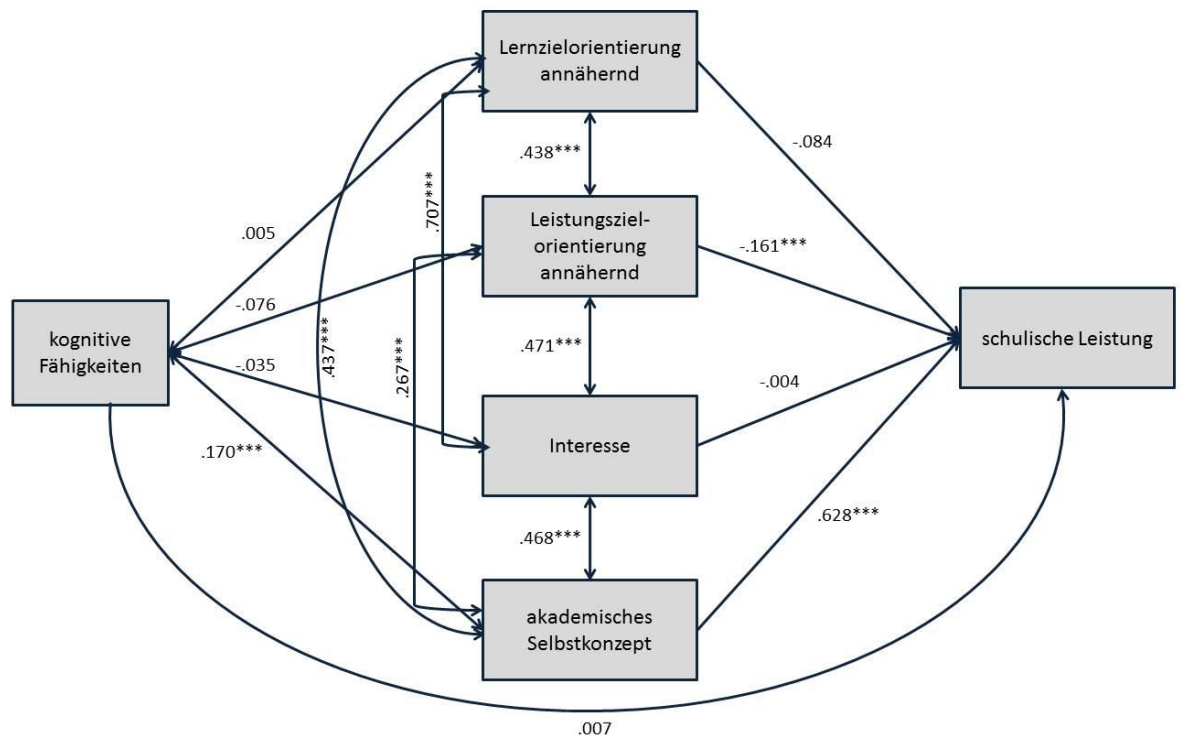 Lernzielorientierung
annähernd
-.084
.438***
.707***
Leistungsziel-
orientierung
annähernd
.005
-.161***
-.076
kognitive
Fähigkeiten
.437***
.267***
.471***
schulische Leistung
-.035
-.004
Interesse
.170***
.628***
.468***
akademisches
Selbstkonzept
.007